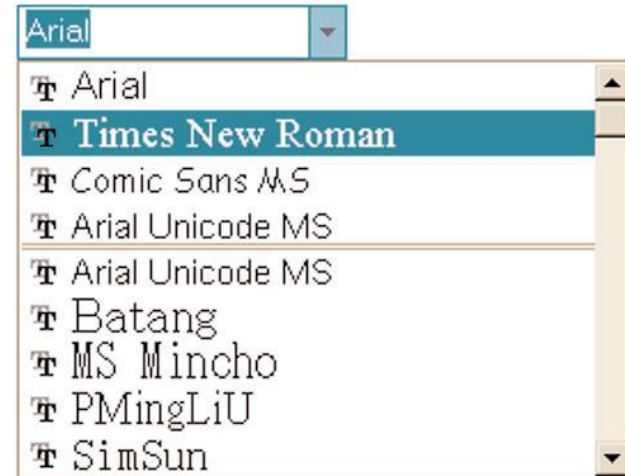 Arial
Arial
Times New Roman
Comic Sans MS
Arial Unicode MS
Arial Unicode MS
Batang
MS Mincho
PMingLiU
SimSun